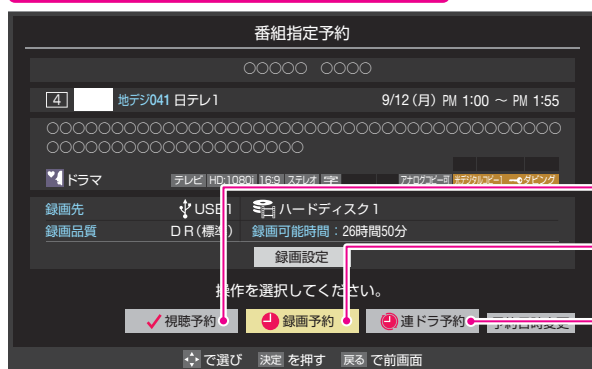 番組指定予約
○○○○○ ○○○○
4 地デジ041 日テレ1 9/12(月) PM 1:00 ～ PM 1:55
○○○○○○○○○○○○○○○○○○○○○○○○○○○○○○○○○○○○○○○○
○○○○○○○○○○○○○○○○○○○○
ドラマ テレビ HD:1080i 16:9 ステレオ 字 アナログコピー可 デジタルコピー1 ダビング
録画先 USB1 ハードディスク1
録画品質 DR(標準) 録画可能時間：26時間50分
録画設定
操作を選択してください。
視聴予約 録画予約 連ドラ予約 予約日時変更
で選び 決定 を押す 戻る で前画面